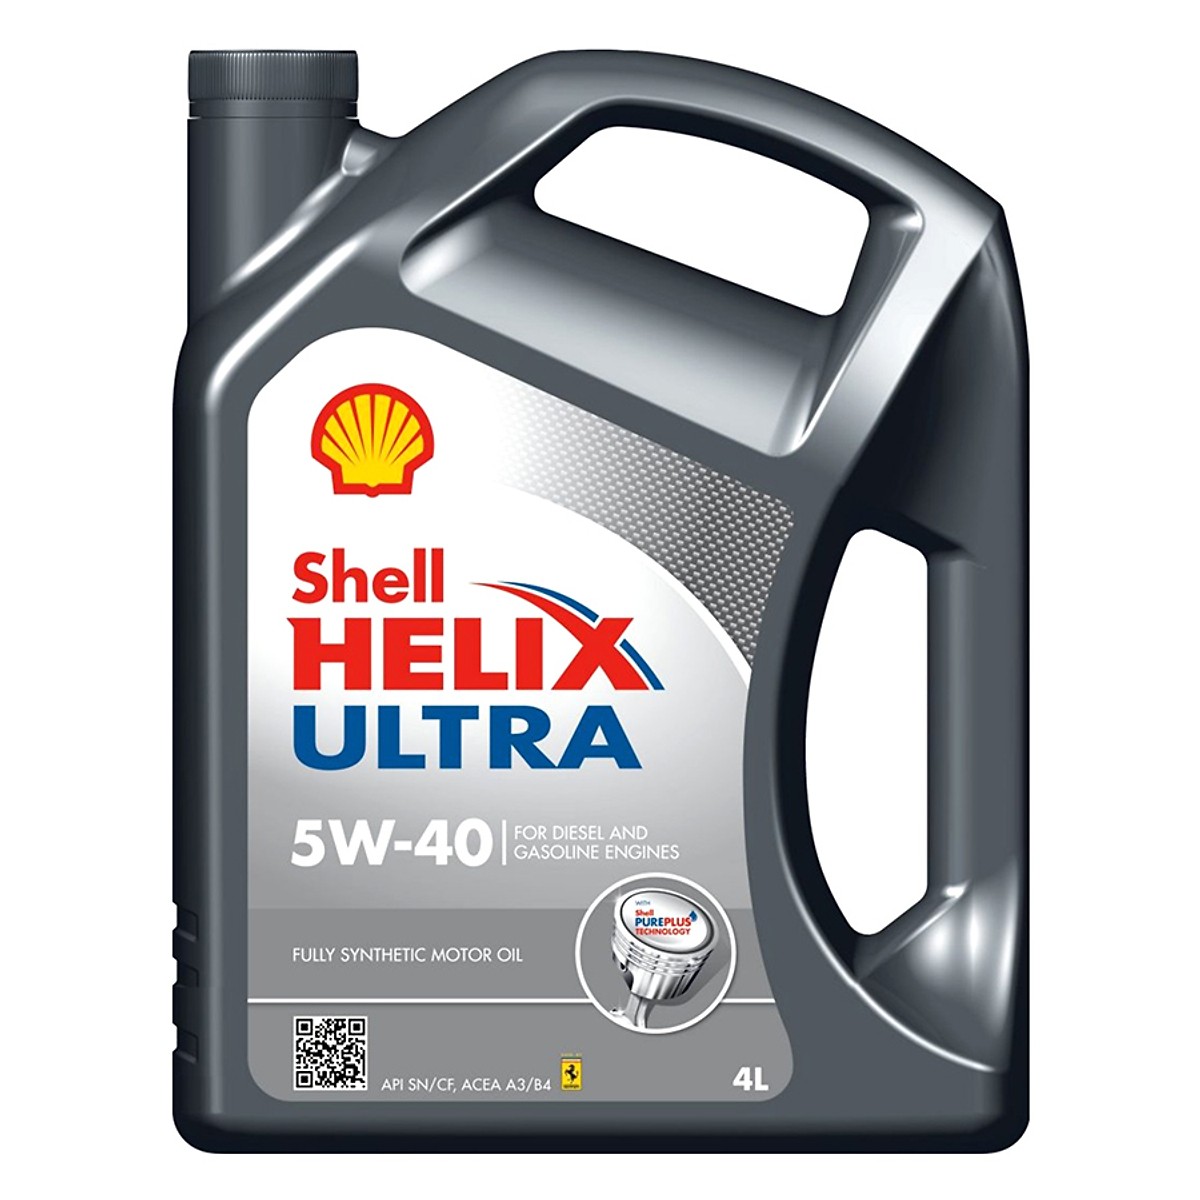 Shell
HELIX
ULTRA
5W-40
FOR DIESEL AND
GASOLINE ENGINES
WITH
Shell
PUREPLUS
TECHNOLOGY
FULLY SYNTHETIC MOTOR OIL
API SN/CF, ACEA A3/B4
4L